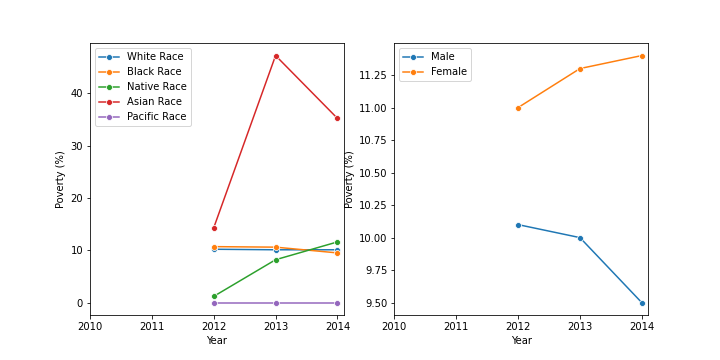 White Race
Black Race
Native Race
Asian Race
Pacific Race
40
30
20
10
0
Poverty (%)
2010 2011 2012 2013 2014
Year
Male
Female
11.25
11.00
10.75
10.50
10.25
10.00
9.75
9.50
Poverty (%)
2010 2011 2012 2013 2014
Year